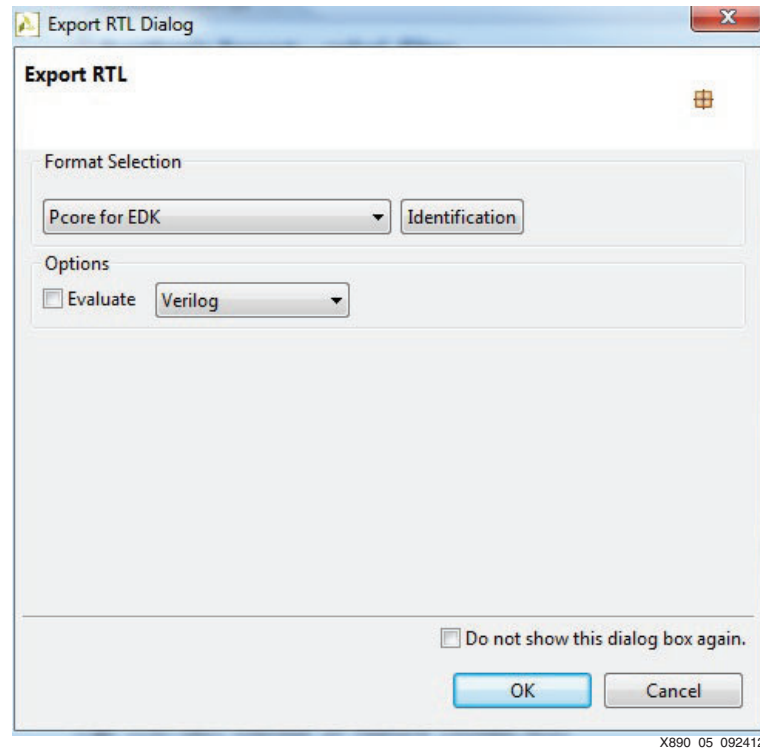 Export RTL Dialog
Export RTL
Format Selection
Pcore for EDK
Identification
Options
Evaluate
Verilog
Do not show this dialog box again.
OK
Cancel
X890_05_092412